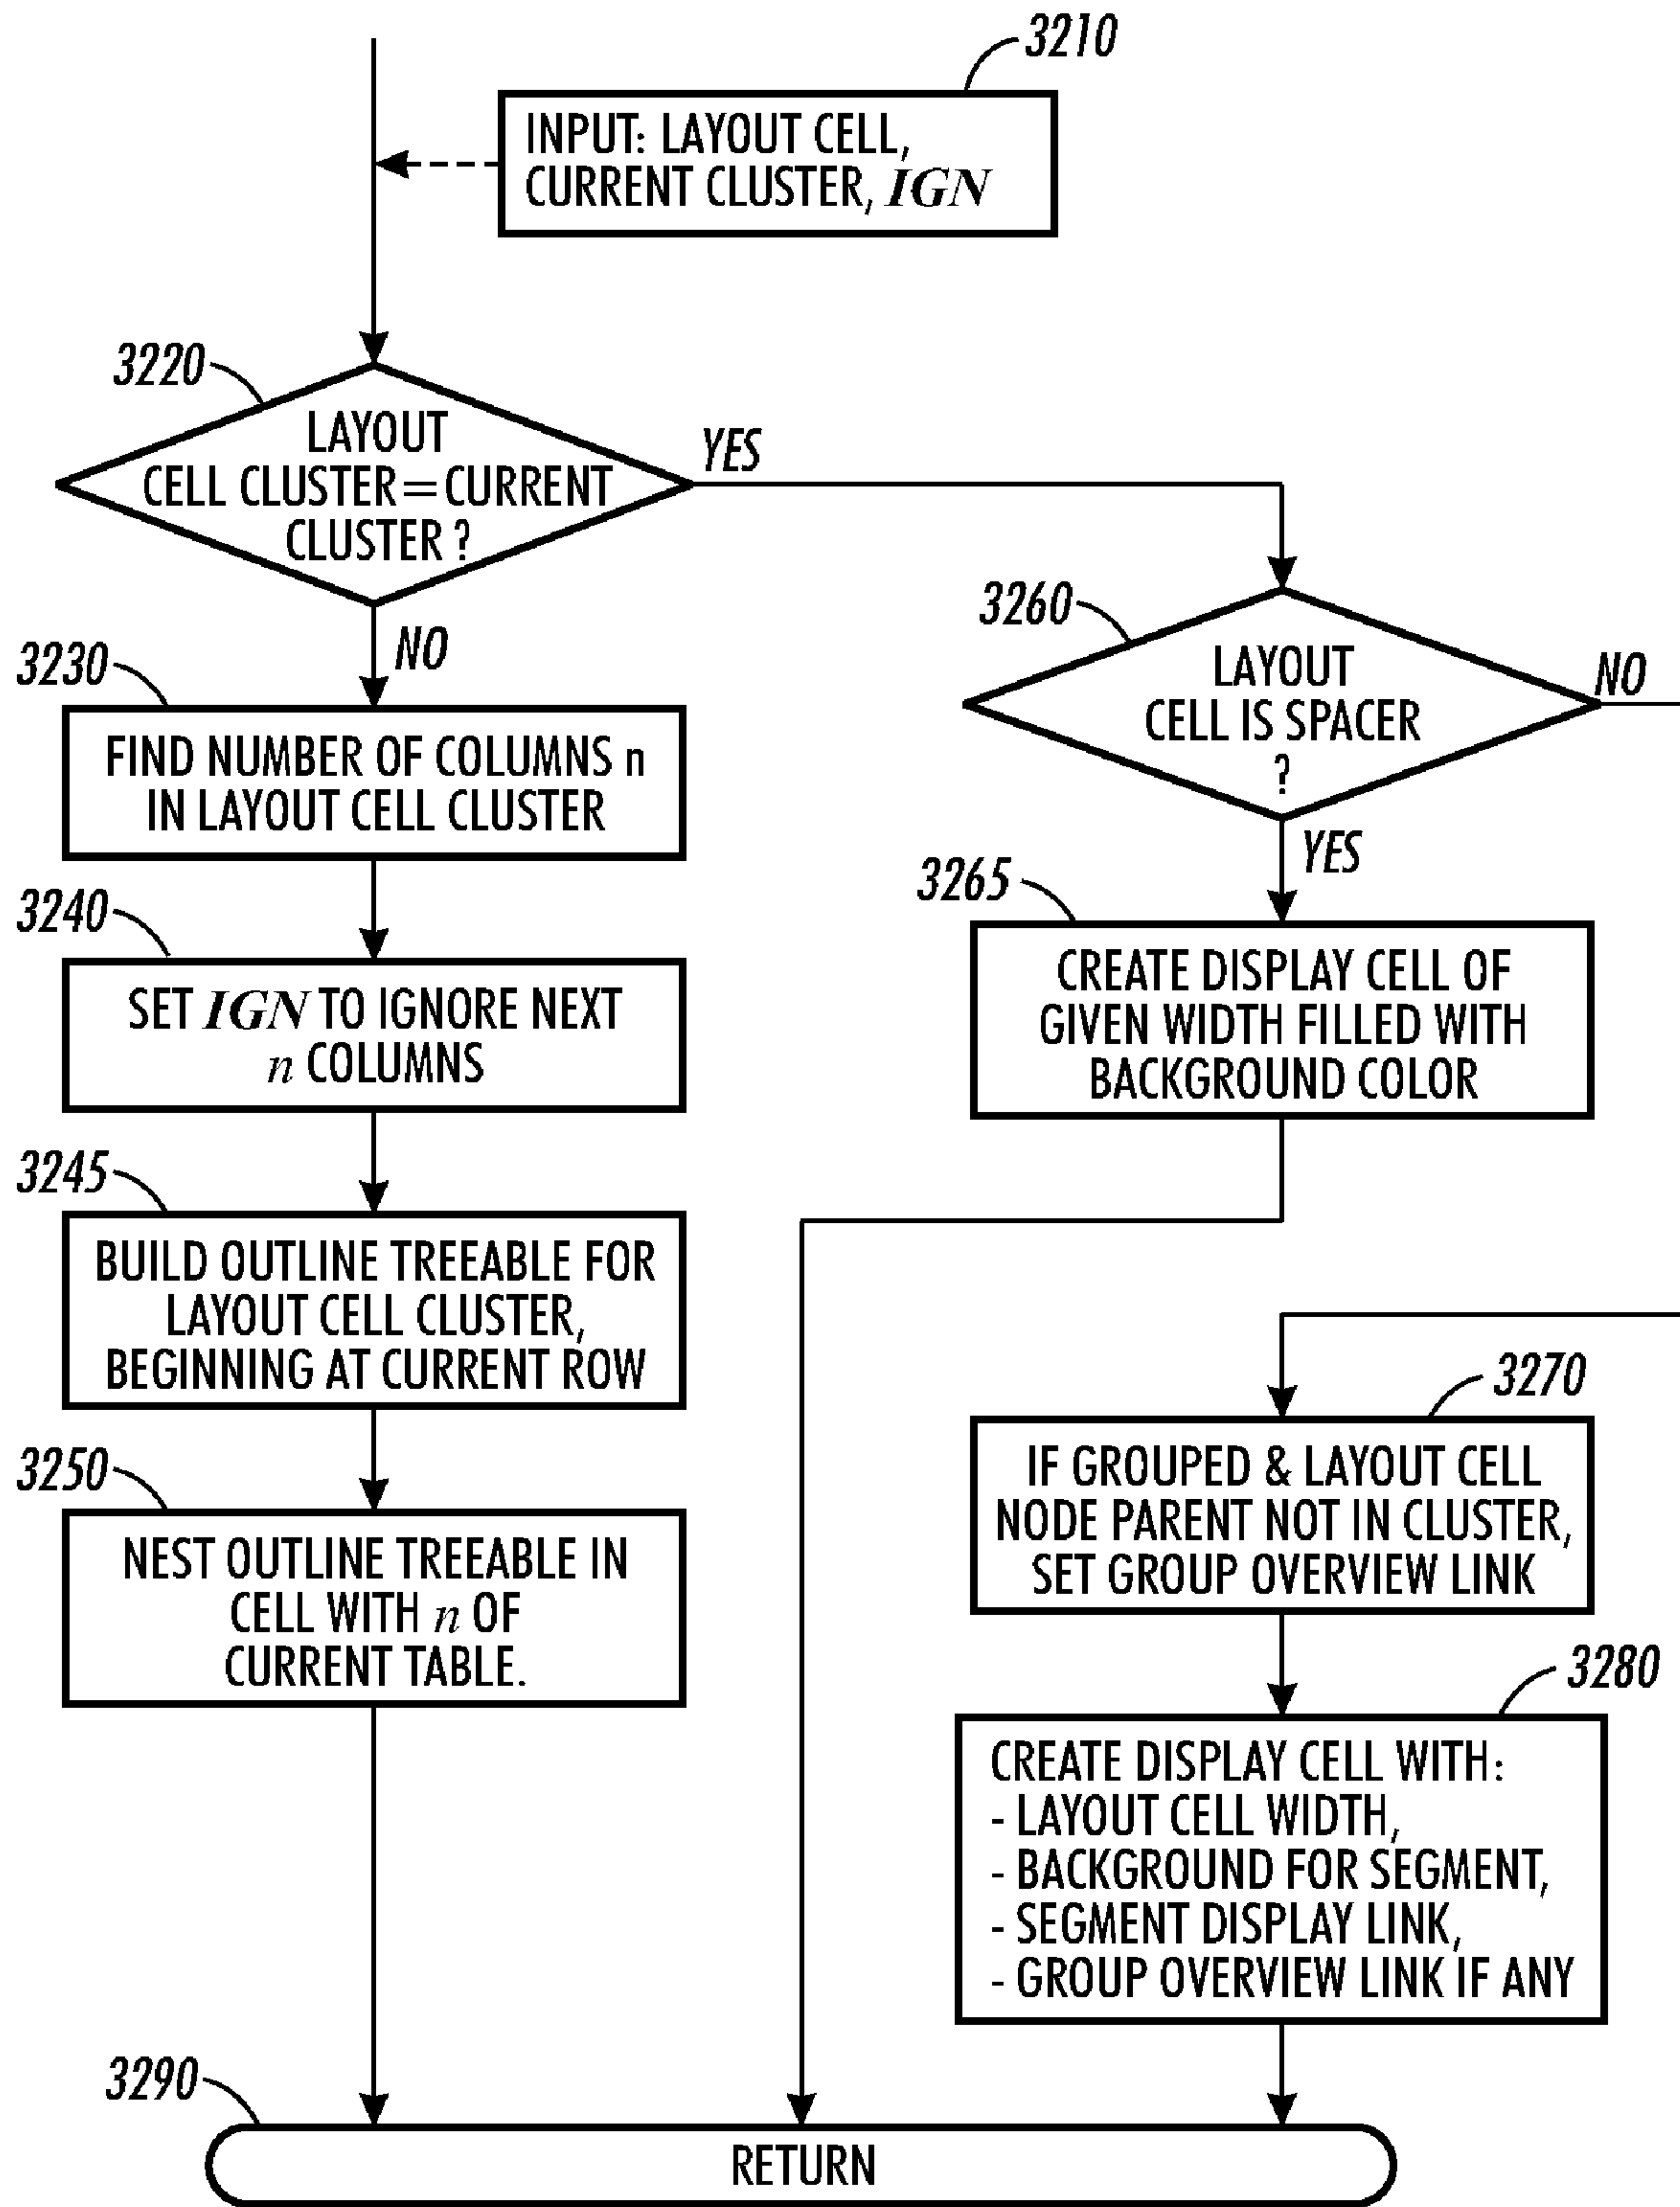 3210
INPUT: LAYOUT CELL,
CURRENT CLUSTER, IGN
3220
LAYOUT
CELL CLUSTER=CURRENT
CLUSTER ?
YES
NO
3230
FIND NUMBER OF COLUMNS n
IN LAYOUT CELL CLUSTER
3240
SET IGN TO IGNORE NEXT
n COLUMNS
3245
BUILD OUTLINE TREEABLE FOR
LAYOUT CELL CLUSTER,
BEGINNING AT CURRENT ROW
3250
NEST OUTLINE TREEABLE IN
CELL WITH n OF
CURRENT TABLE.
3260
LAYOUT
CELL IS SPACER
?
NO
YES
3265
CREATE DISPLAY CELL OF
GIVEN WIDTH FILLED WITH
BACKGROUND COLOR
3270
IF GROUPED & LAYOUT CELL
NODE PARENT NOT IN CLUSTER,
SET GROUP OVERVIEW LINK
3280
CREATE DISPLAY CELL WITH:
- LAYOUT CELL WIDTH,
- BACKGROUND FOR SEGMENT,
- SEGMENT DISPLAY LINK,
- GROUP OVERVIEW LINK IF ANY
3290
RETURN